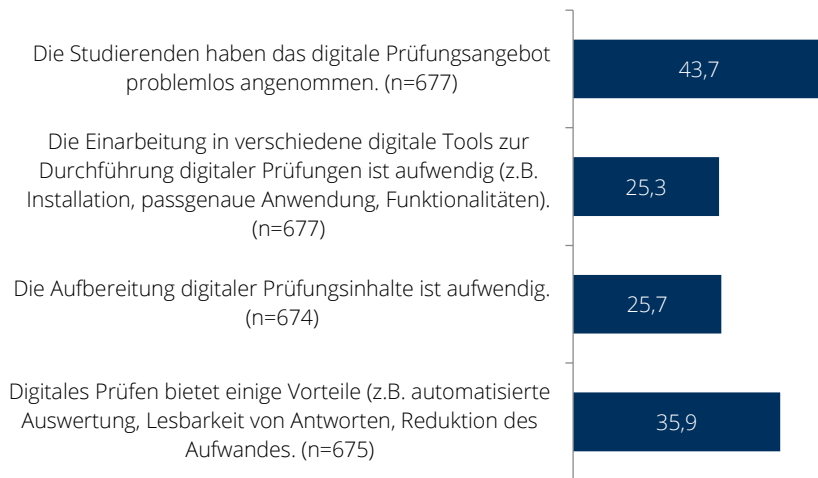 Die Studierenden haben das digitale Prüfungsangebot
problemlos angenommen. (n=677)
43,7
Die Einarbeitung in verschiedene digitale Tools zur
Durchführung digitaler Prüfungen ist aufwendig (z.B.
Installation, passgenaue Anwendung, Funktionalitäten).
(n=677)
25,3
Die Aufbereitung digitaler Prüfungsinhalte ist aufwendig.
(n=674)
25,7
Digitales Prüfen bietet einige Vorteile (z.B. automatisierte
Auswertung, Lesbarkeit von Antworten, Reduktion des
Aufwandes. (n=675)
35,9